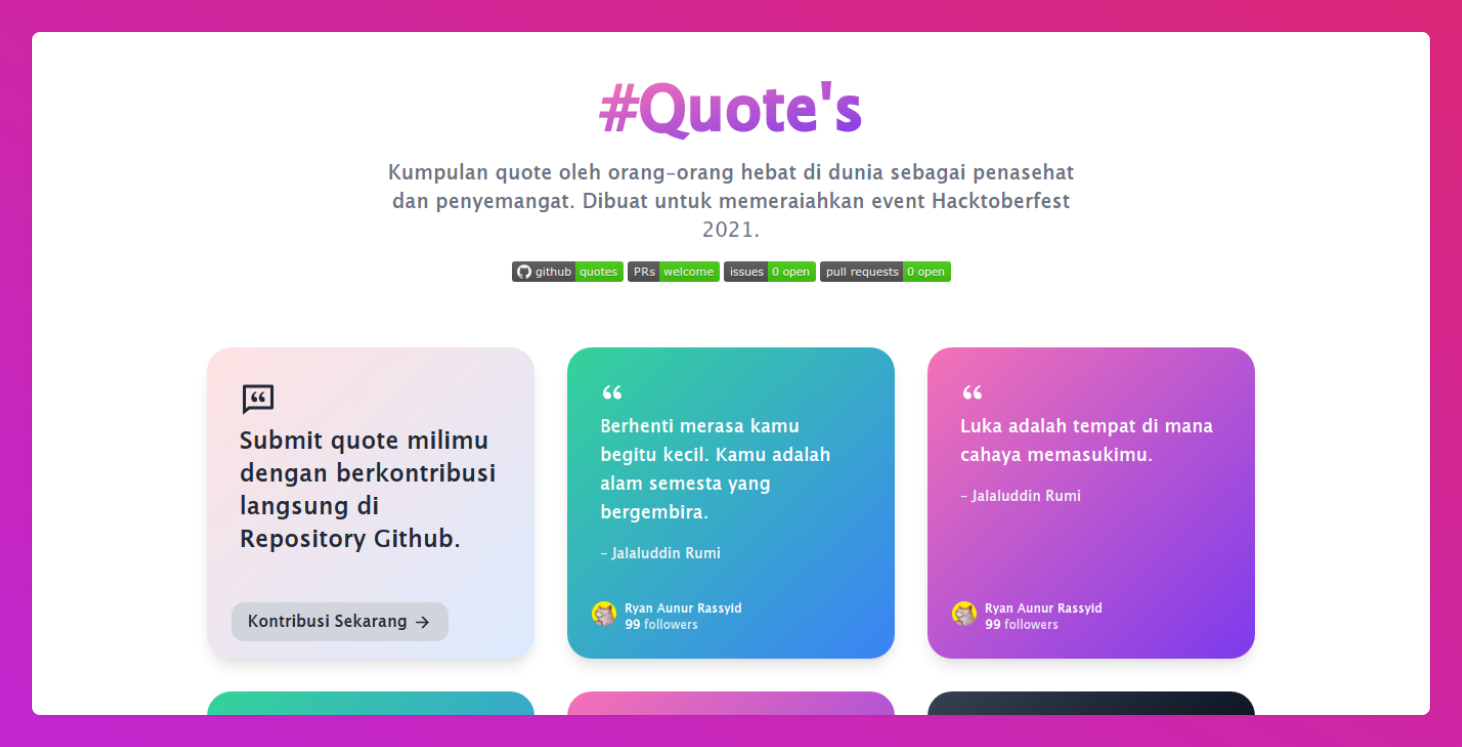 #Quote's
Kumpulan quote oleh orang-orang hebat di dunia sebagai penasehat
dan penyemangat. Dibuat untuk memeraiahkan event Hacktoberfest
2021.
github quotes PRs welcome issues 0 open pull requests 0 open
Submit quote milimu
dengan berkontribusi
langsung di
Repository Github.
Kontribusi Sekarang →
“
Berhenti merasa kamu
begitu kecil. Kamu adalah
alam semesta yang
bergembira.
- Jalaluddin Rumi
Ryan Aunur Rassyid
99 followers
“
Luka adalah tempat di mana
cahaya memasukimu.
- Jalaluddin Rumi
Ryan Aunur Rassyid
99 followers